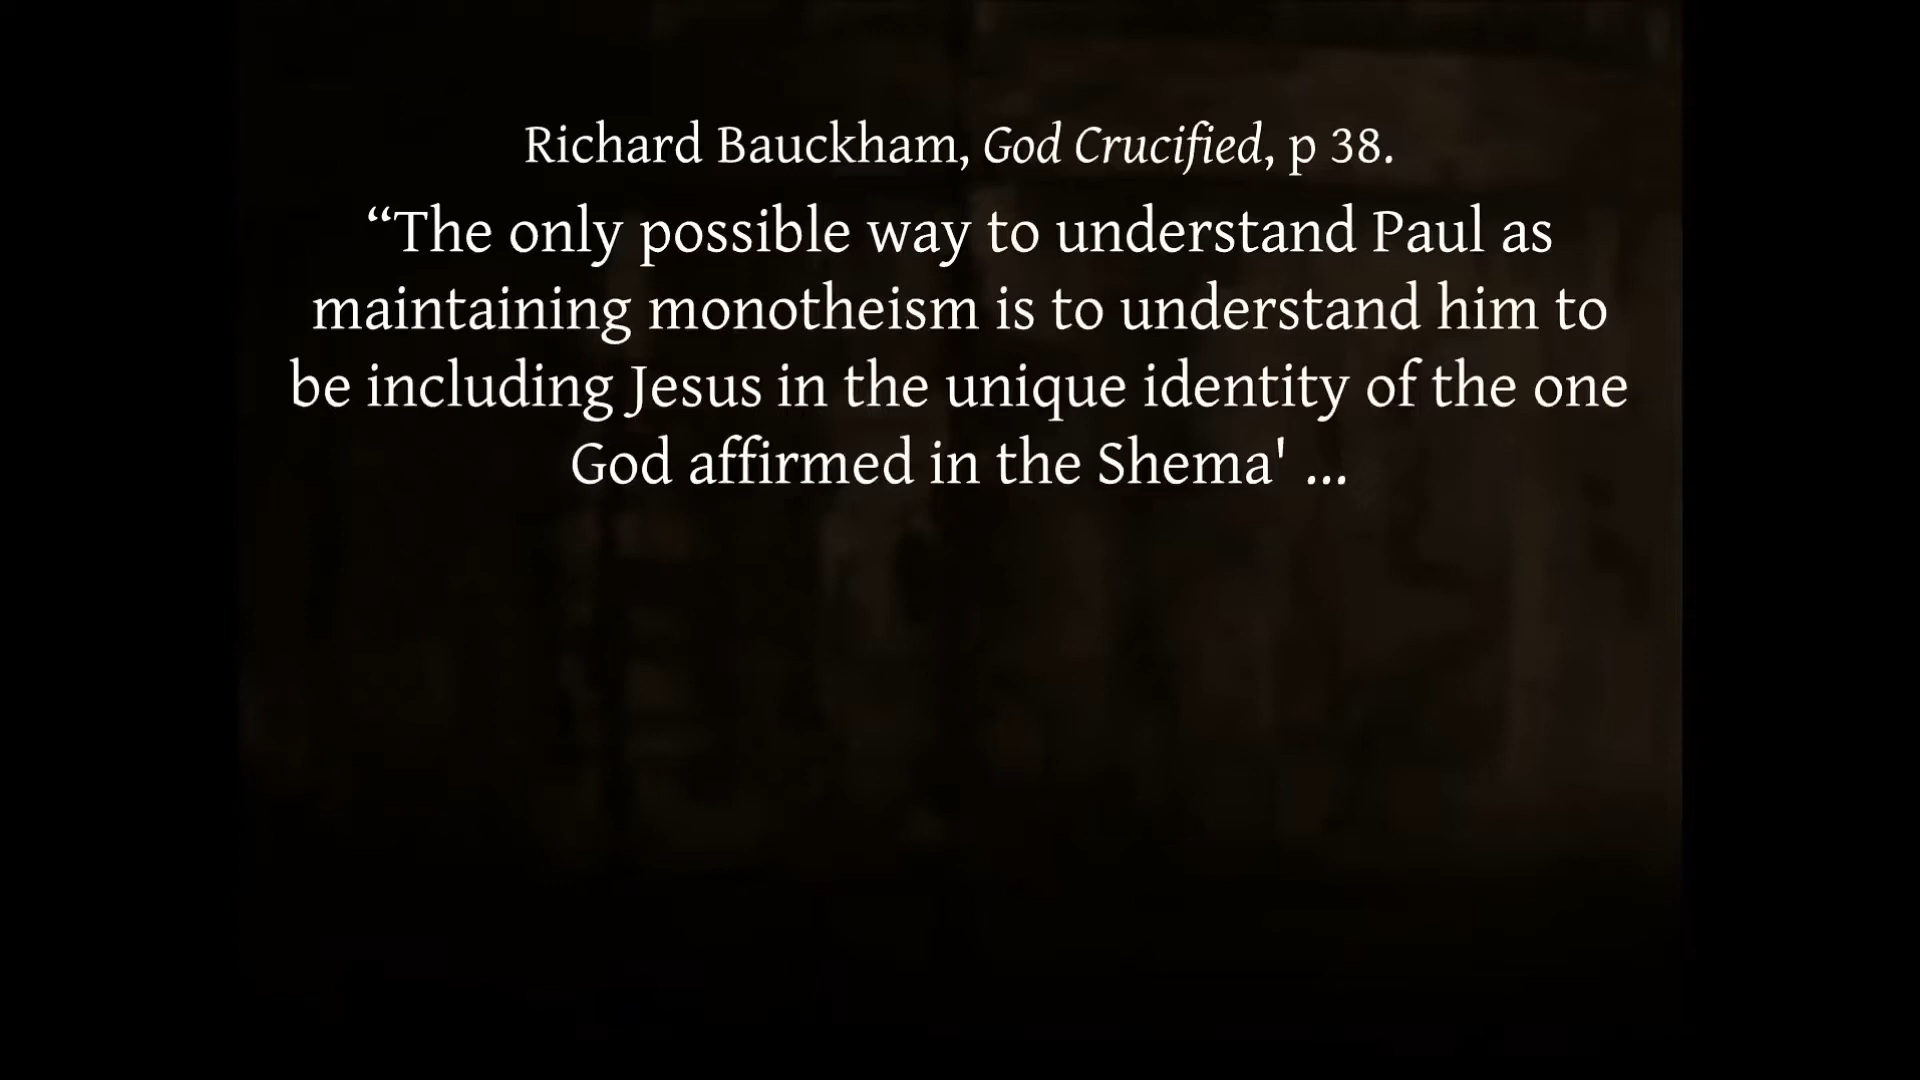 Richard Bauckham, God Crucified, p 38.
“The only possible way to understand Paul as
maintaining monotheism is to understand him to
be including Jesus in the unique identity of the one
God affirmed in the Shema' ...